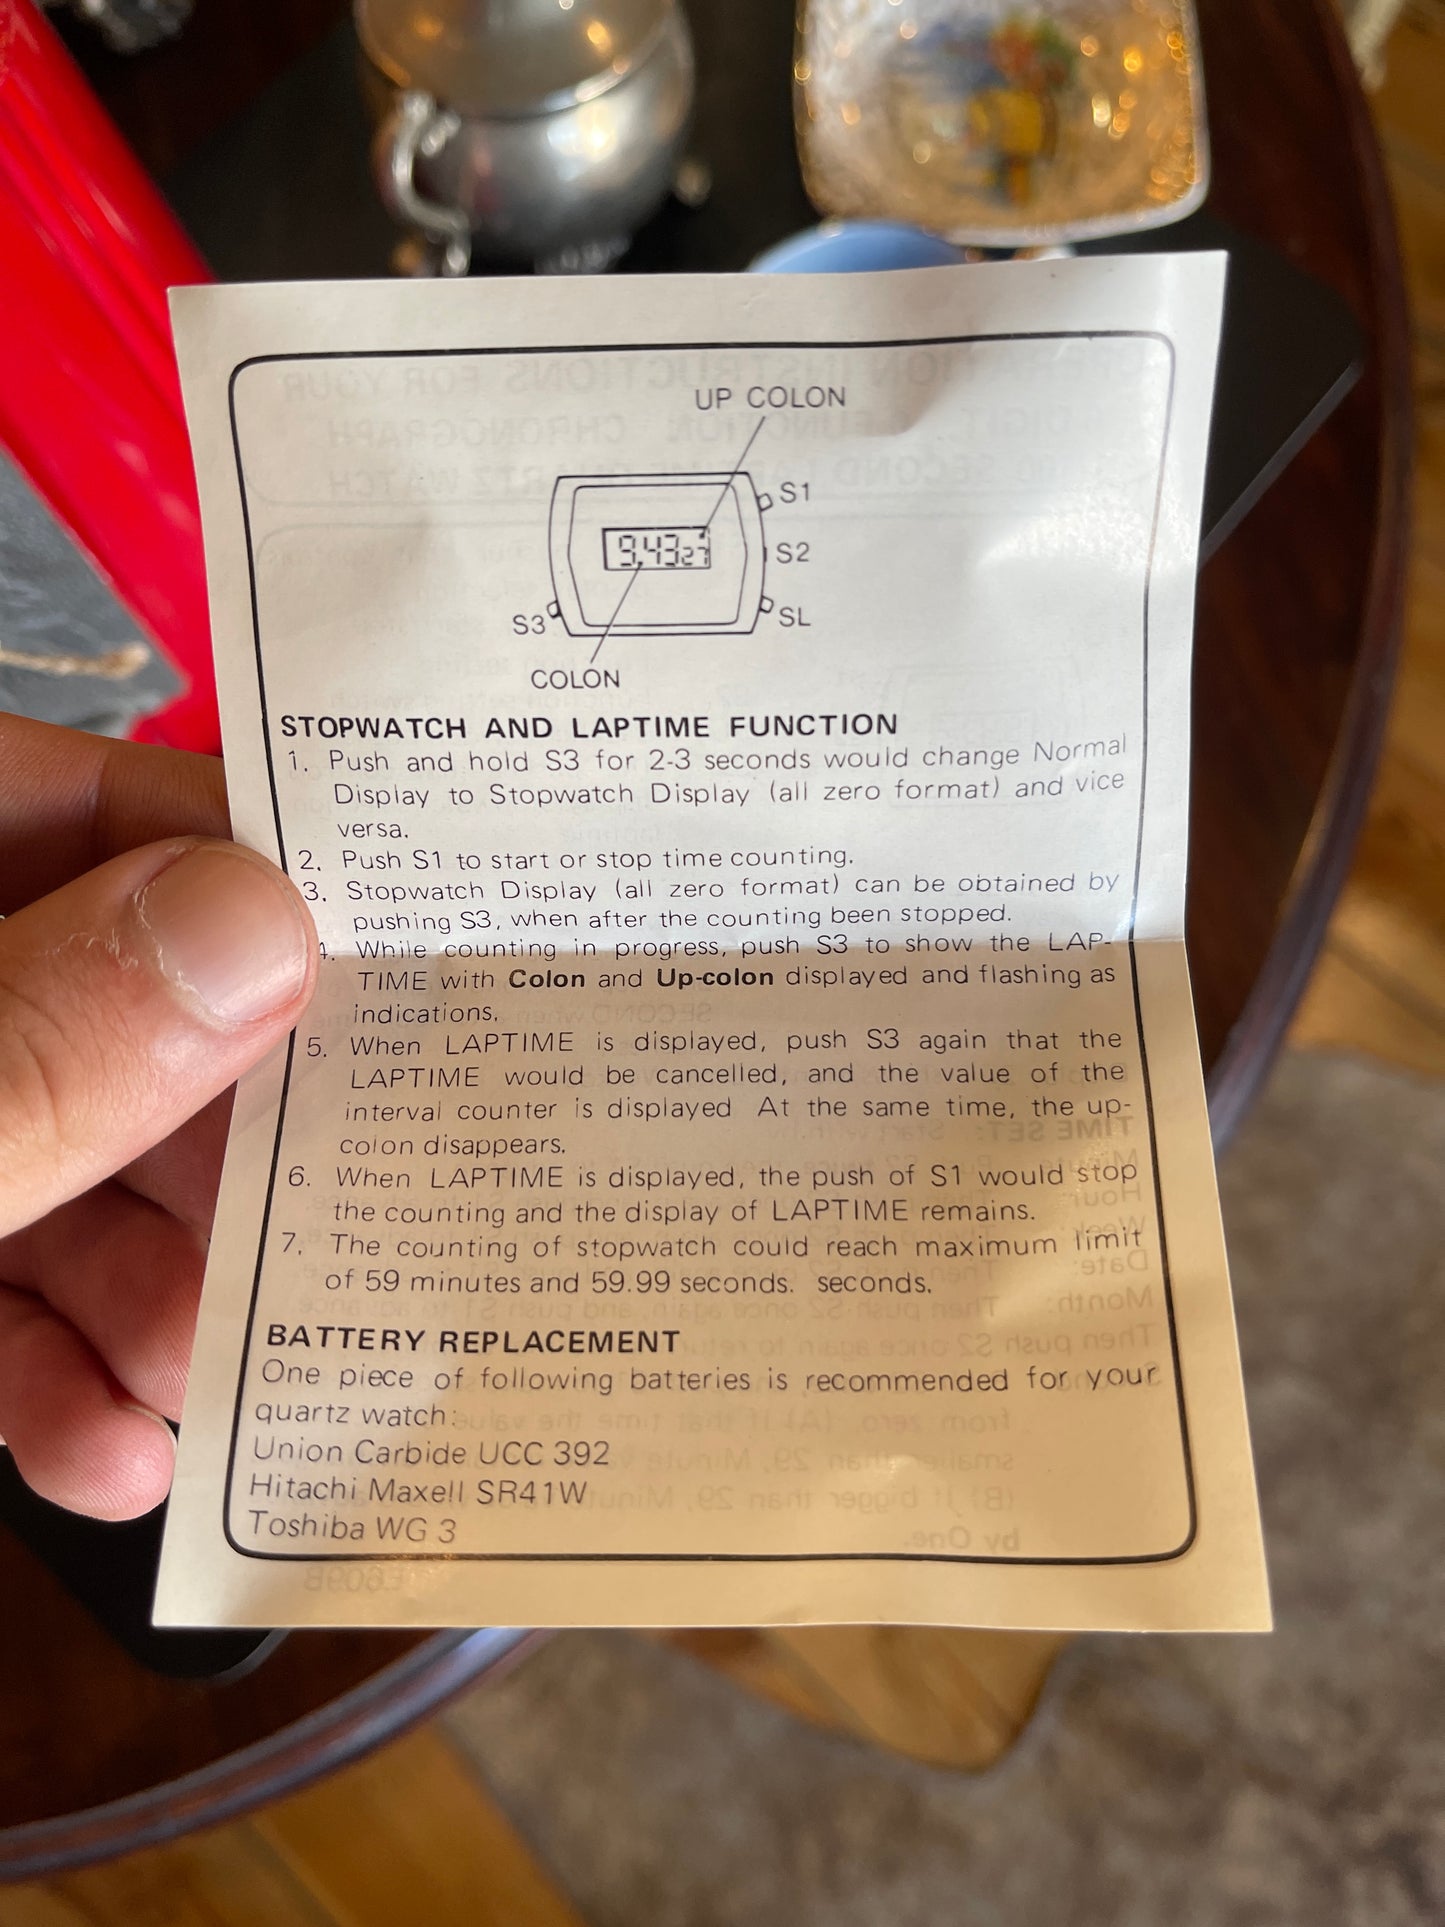 UP COLON
S1
9.43 27
S2
S3
SL
COLON
STOPWATCH AND LAPTIME FUNCTION
1. Push and hold S3 for 2-3 seconds would change Normal
Display to Stopwatch Display (all zero format) and vice
versa.
2. Push S1 to start or stop time counting.
3. Stopwatch Display (all zero format) can be obtained by
pushing S3, when after the counting been stopped.
4. While counting in progress, push S3 to show the LAP-
TIME with Colon and Up-colon displayed and flashing as
indications.
5. When LAPTIME is displayed, push S3 again that the
LAPTIME would be cancelled, and the value of the
interval counter is displayed At the same time, the up-
colon disappears.
6. When LAPTIME is displayed, the push of S1 would stop
the counting and the display of LAPTIME remains.
7. The counting of stopwatch could reach maximum limit
of 59 minutes and 59.99 seconds. seconds.
BATTERY REPLACEMENT
One piece of following batteries is recommended for your
quartz watch:
Union Carbide UCC 392
Hitachi Maxell SR41W
Toshiba WG 3